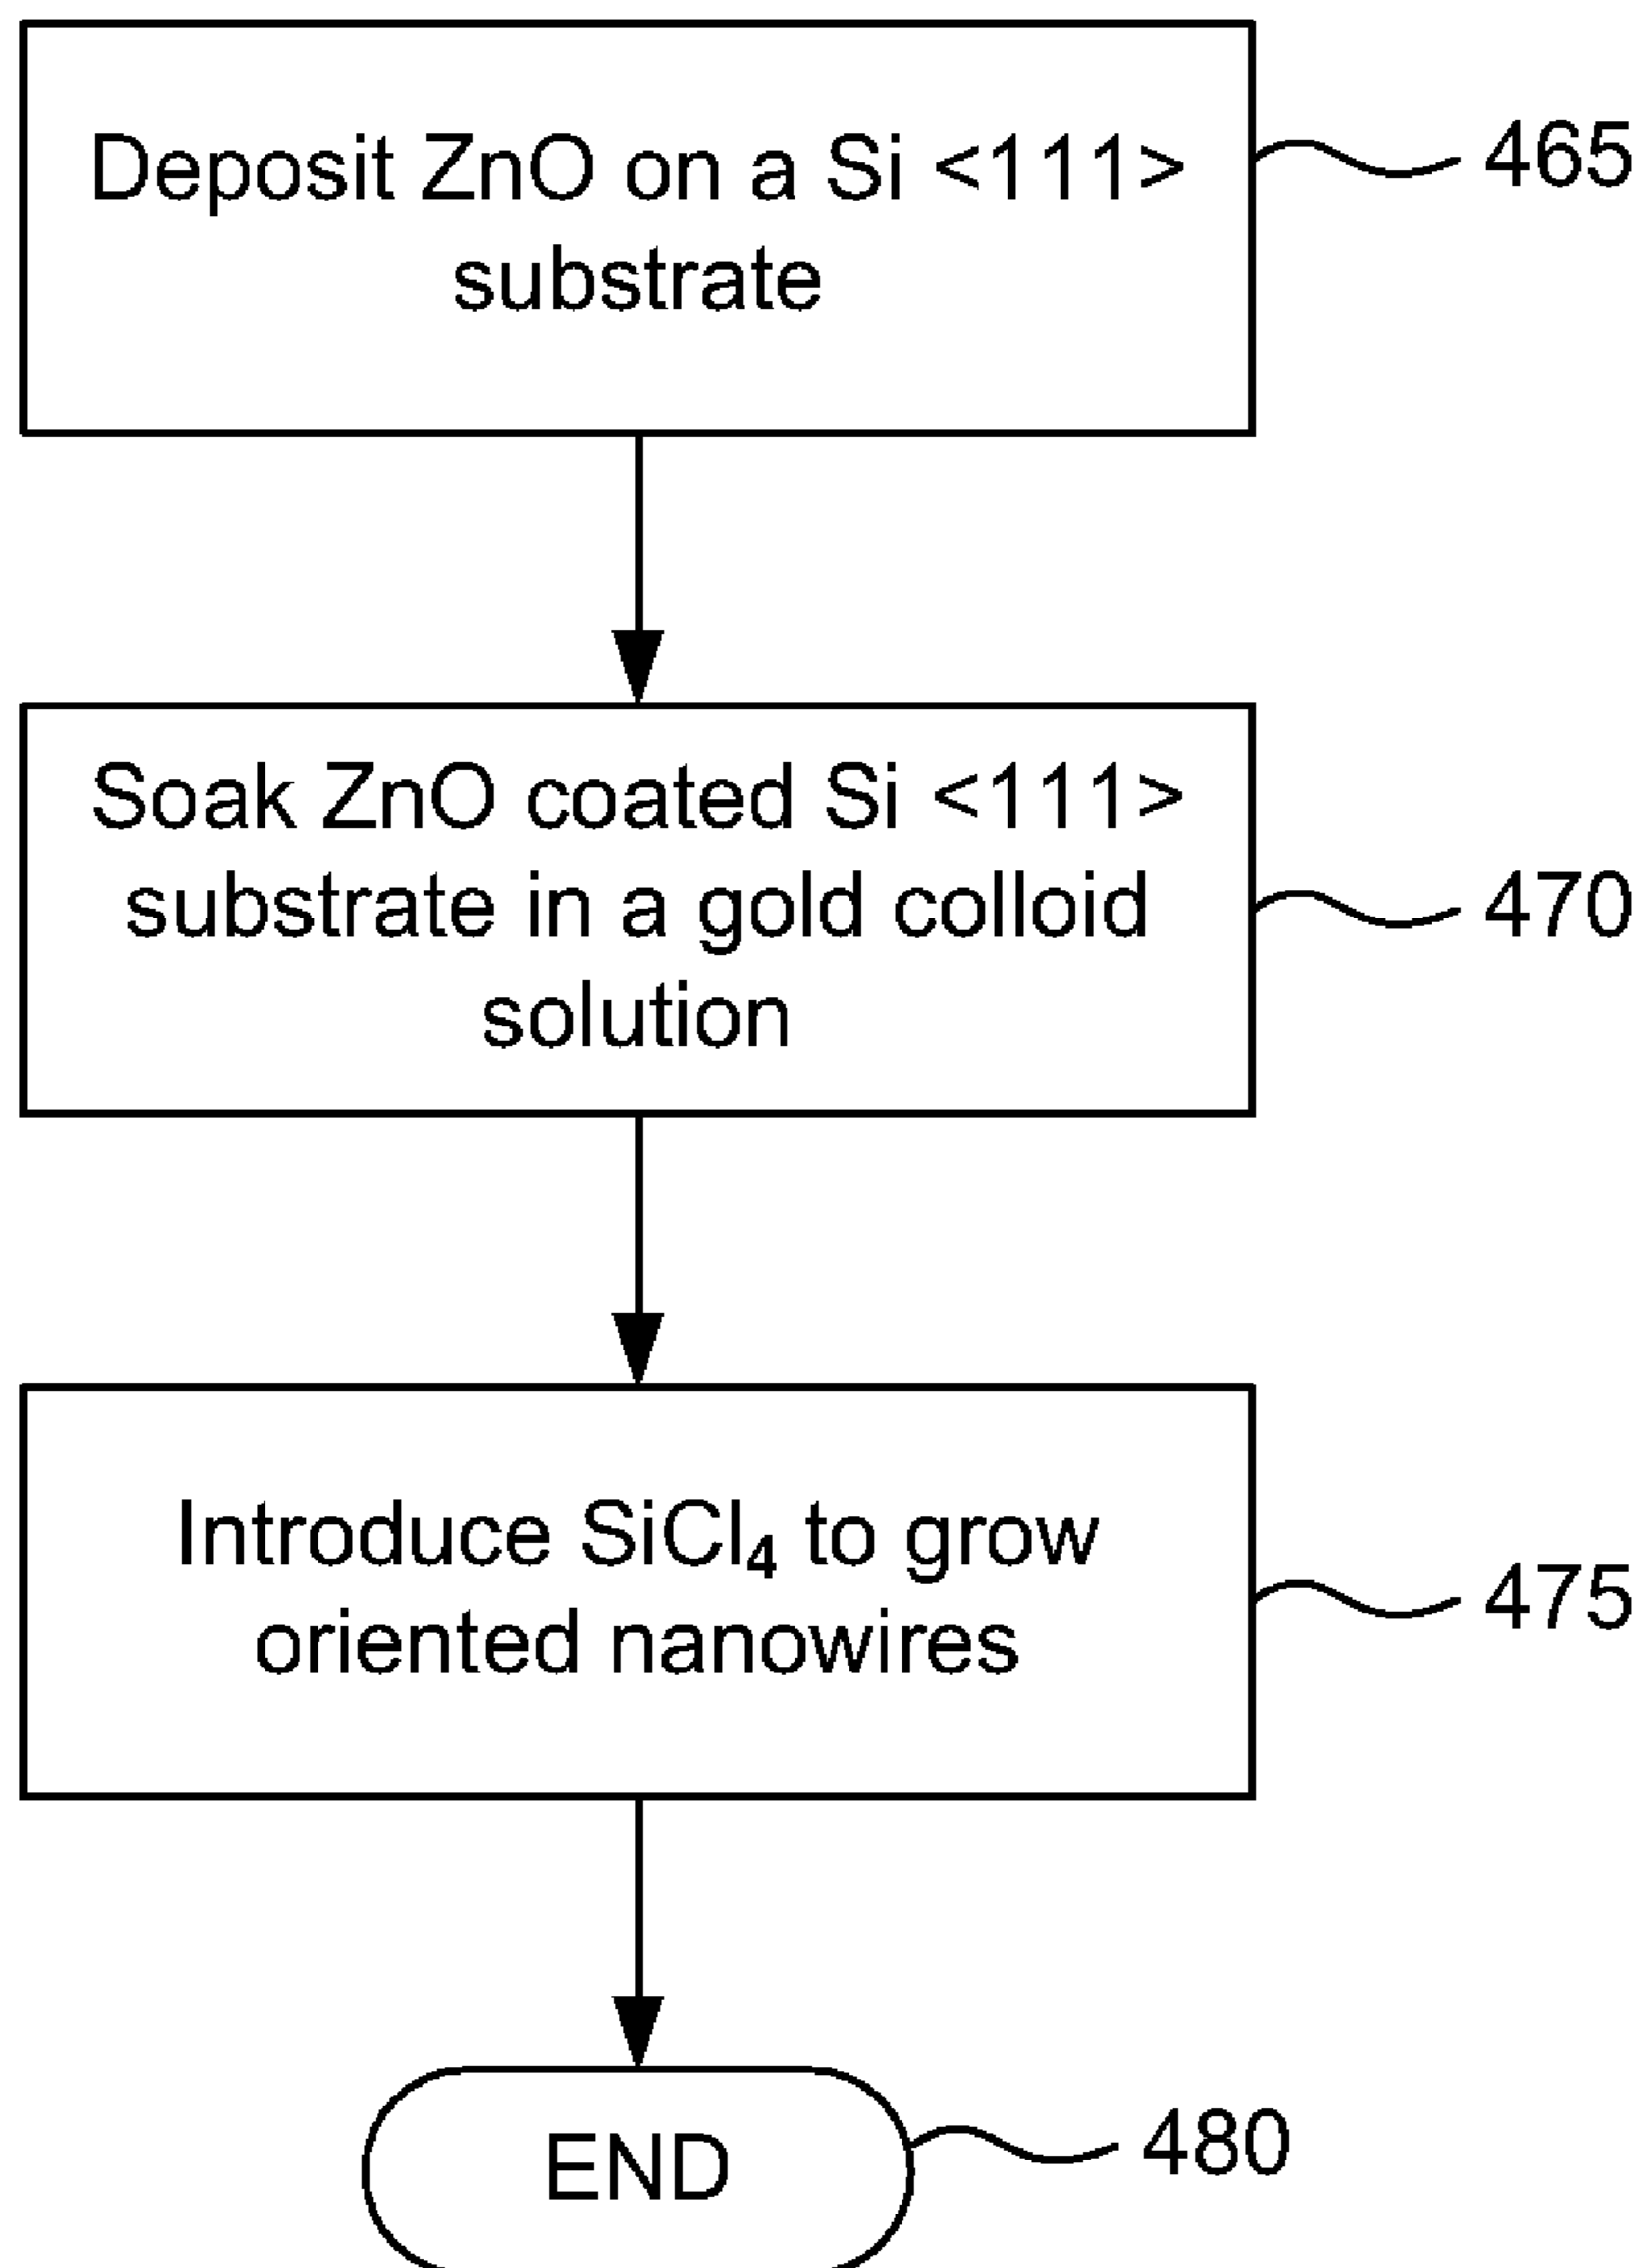 Deposit ZnO on a Si <111>
substrate
465
Soak ZnO coated Si <111>
substrate in a gold colloid
solution
470
Introduce SiCl₄ to grow
oriented nanowires
475
END
480